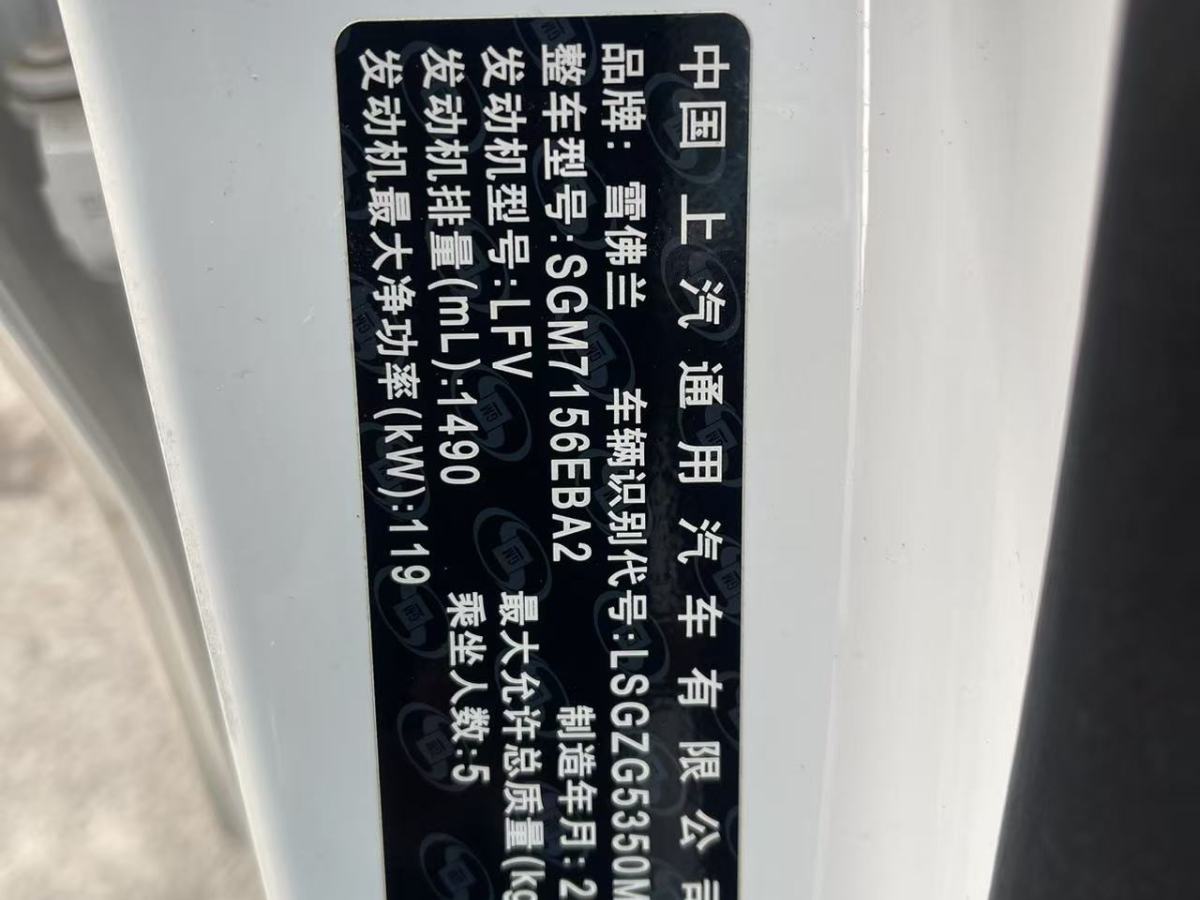 中国 上汽通用汽车有限公司
品牌: 雪佛兰 车辆识别代号:LSGZG5350M
整车型号:SGM7156EBA2 制造年月:2
发动机型号:LFV 最大允许总质量(kg
发动机排量(mL):1490 乘坐人数:5
发动机最大净功率(kW):119